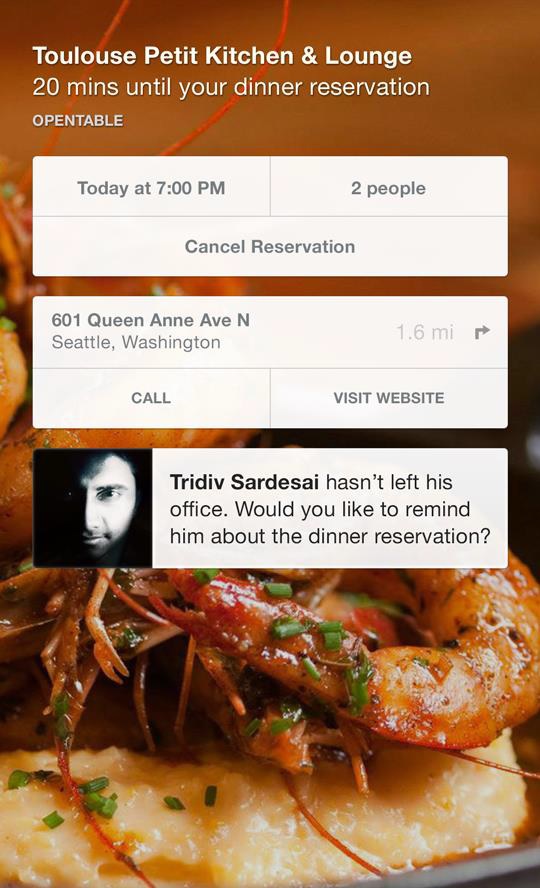 Toulouse Petit Kitchen & Lounge
20 mins until your dinner reservation
OPENTABLE
Today at 7:00 PM
2 people
Cancel Reservation
601 Queen Anne Ave N
Seattle, Washington
1.6 mi
CALL
VISIT WEBSITE
Tridiv Sardesai hasn’t left his
office. Would you like to remind
him about the dinner reservation?